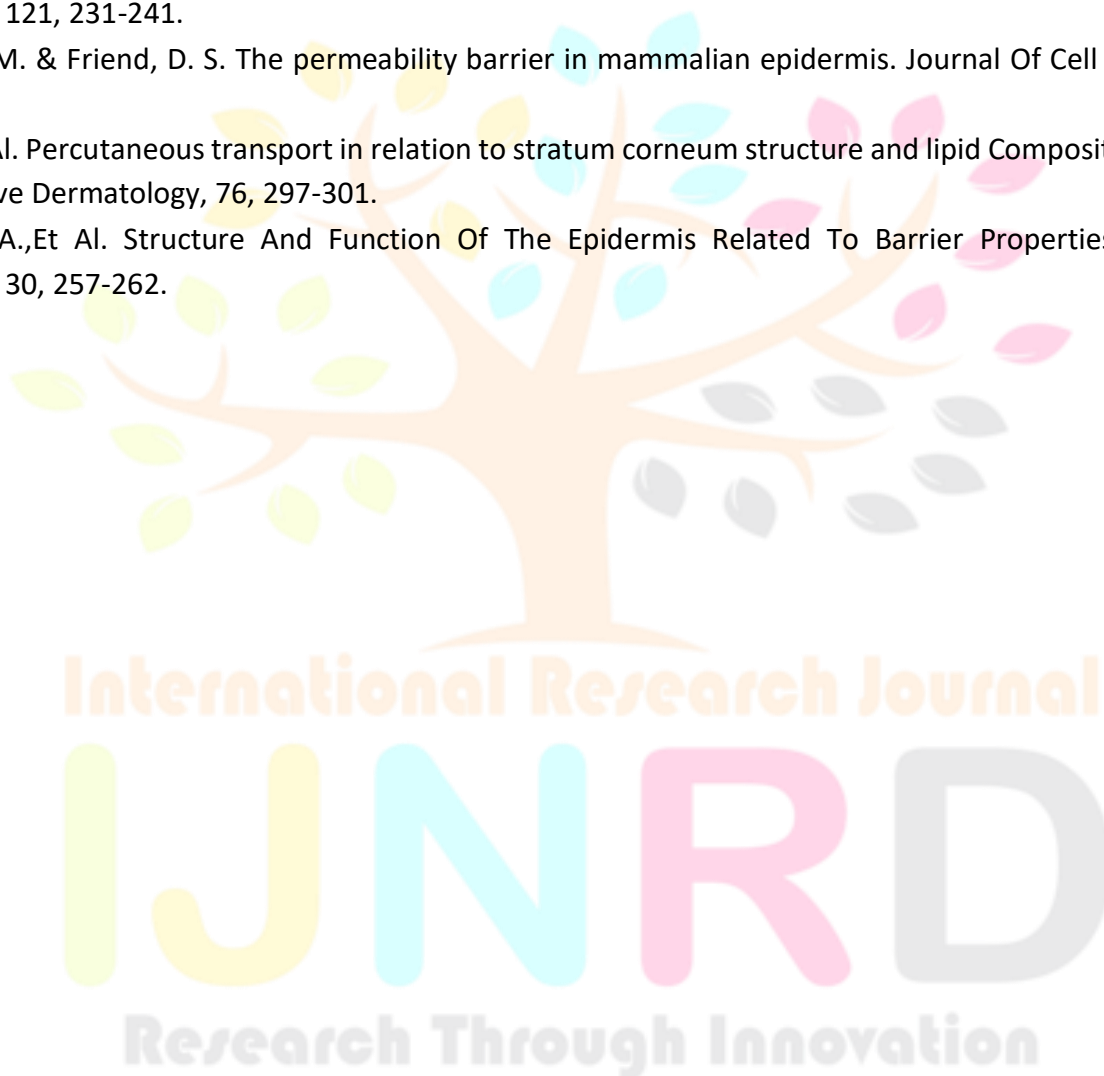 121, 231-241.
M. & Friend, D. S. The permeability barrier in mammalian epidermis. Journal Of Cell
Al. Percutaneous transport in relation to stratum corneum structure and lipid Composit
ve Dermatology, 76, 297-301.
A.,Et Al. Structure And Function Of The Epidermis Related To Barrier Properties
30, 257-262.
International Research Journal
IJNRD
Research Through Innovation